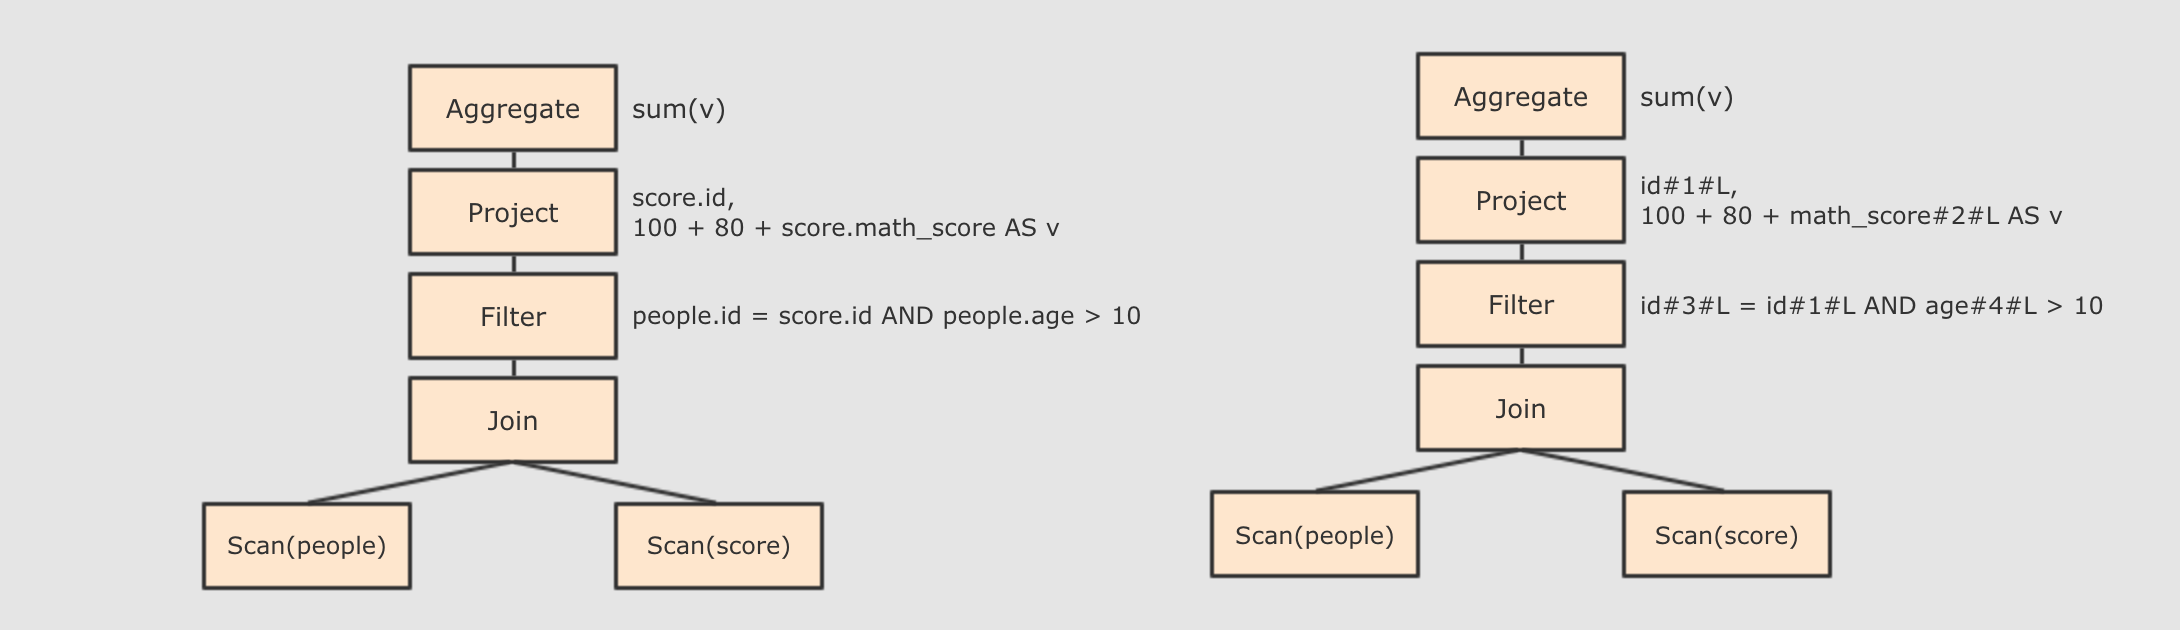 Aggregate sum(v)
Project
score.id,
100 + 80 + score.math_score AS v
Filter people.id = score.id AND people.age > 10
Join
Scan(people) Scan(score)
Aggregate sum(v)
Project
id#1#L,
100 + 80 + math_score#2#L AS v
Filter id#3#L = id#1#L AND age#4#L > 10
Join
Scan(people) Scan(score)